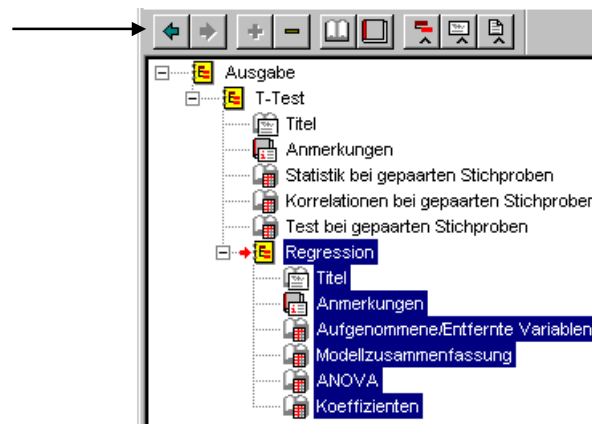 Ausgabe
T-Test
Titel
Anmerkungen
Statistik bei gepaarten Stichproben
Korrelationen bei gepaarten Stichproben
Test bei gepaarten Stichproben
Regression
Titel
Anmerkungen
Aufgenommene/Entfernte Variablen
Modellzusammenfassung
ANOVA
Koeffizienten